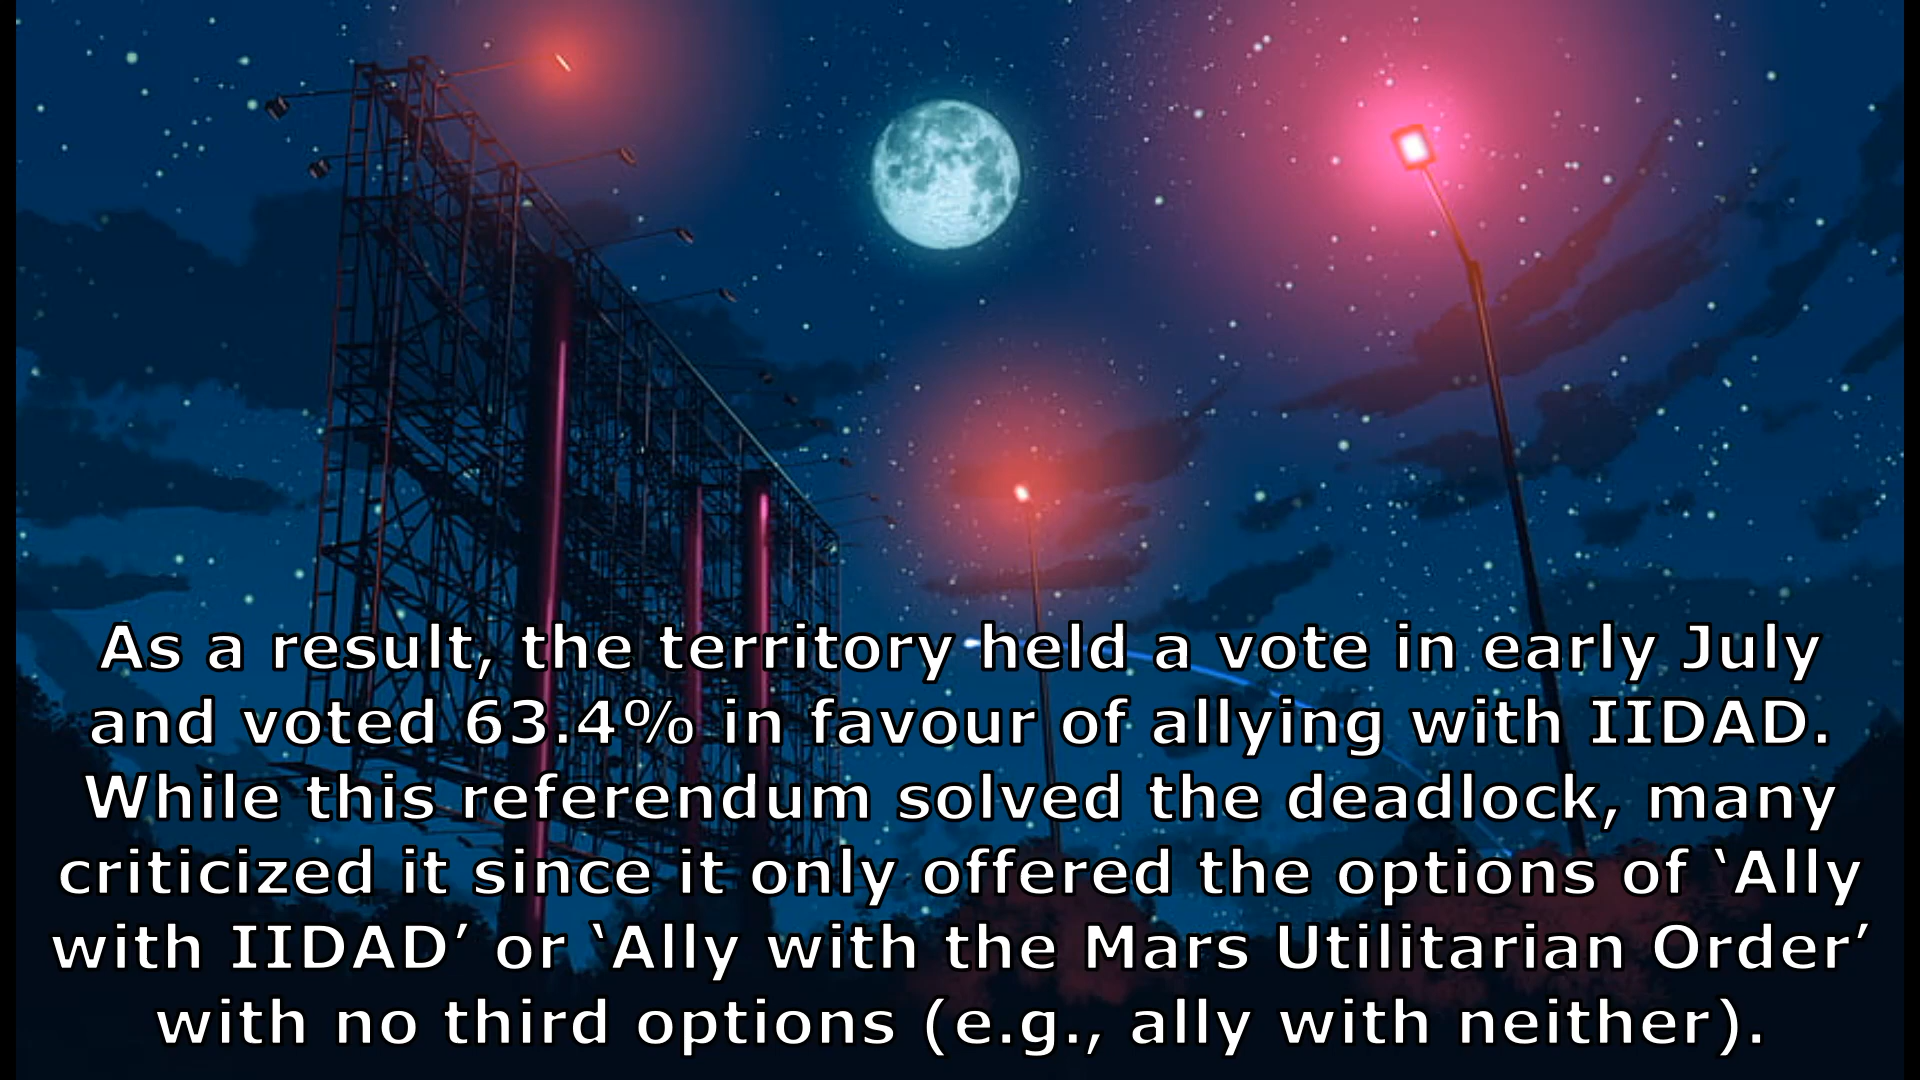 As a result, the territory held a vote in early July
and voted 63.4% in favour of allying with IIDAD.
While this referendum solved the deadlock, many
criticized it since it only offered the options of ‘Ally
with IIDAD’ or ‘Ally with the Mars Utilitarian Order’
with no third options (e.g., ally with neither).